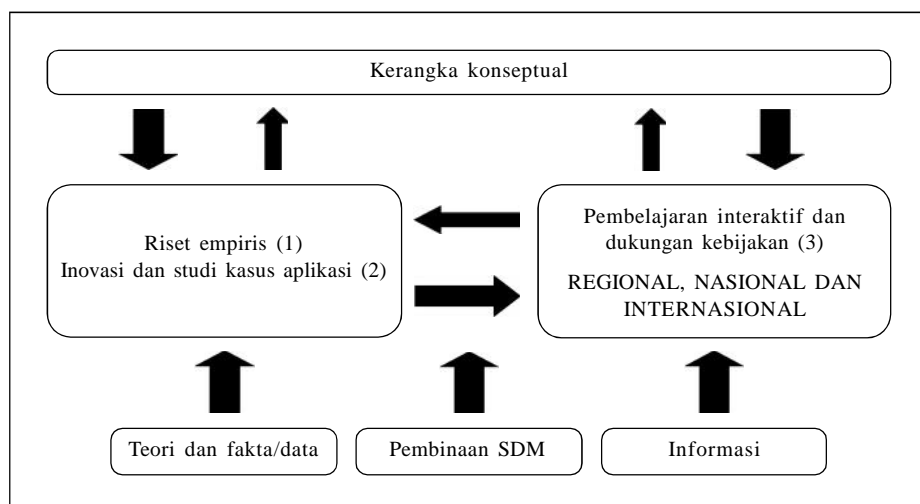 Kerangka konseptual
Riset empiris (1)
Inovasi dan studi kasus aplikasi (2)
Pembelajaran interaktif dan
dukungan kebijakan (3)
REGIONAL, NASIONAL DAN
INTERNASIONAL
Teori dan fakta/data
Pembinaan SDM
Informasi